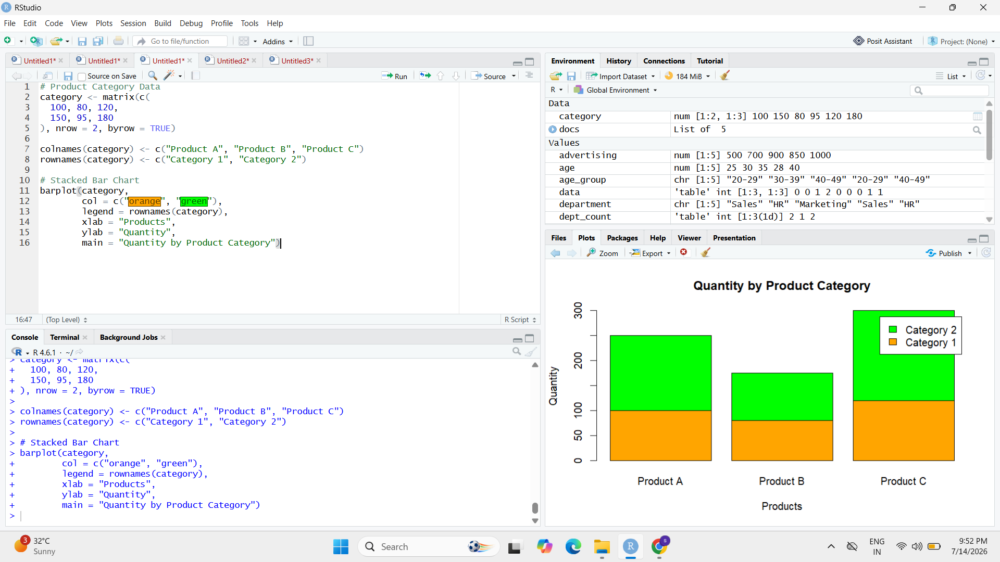 RStudio
File Edit Code View Plots Session Build Debug Profile Tools Help
Go to file/function Addins Posit Assistant Project: (None)
Untitled1* Untitled1* Untitled1* Untitled2* Untitled3*
Source on Save Run Source
1 # Product Category Data
2 category <- matrix(c(
3   100, 80, 120,
4   150, 95, 180
5 ), nrow = 2, byrow = TRUE)
6
7 colnames(category) <- c("Product A", "Product B", "Product C")
8 rownames(category) <- c("Category 1", "Category 2")
9
10 # Stacked Bar Chart
11 barplot(category,
12         col = c("orange", "green"),
13         legend = rownames(category),
14         xlab = "Products",
15         ylab = "Quantity",
16         main = "Quantity by Product Category")
16:47 (Top Level) R Script
Console Terminal Background Jobs
R 4.6.1 · ~/
> category <- matrix(c(
+   100, 80, 120,
+   150, 95, 180
+ ), nrow = 2, byrow = TRUE)
>
> colnames(category) <- c("Product A", "Product B", "Product C")
> rownames(category) <- c("Category 1", "Category 2")
>
> # Stacked Bar Chart
> barplot(category,
+         col = c("orange", "green"),
+         legend = rownames(category),
+         xlab = "Products",
+         ylab = "Quantity",
+         main = "Quantity by Product Category")
>
Environment History Connections Tutorial
Import Dataset 184 MiB List
R Global Environment
Data
category num [1:2, 1:3] 100 150 80 95 120 180
docs List of 5
Values
advertising num [1:5] 500 700 900 850 1000
age num [1:5] 25 30 35 28 40
age_group chr [1:5] "20-29" "30-39" "40-49" "20-29" "40-49"
data 'table' int [1:3, 1:3] 0 0 1 2 0 0 0 1 1
department chr [1:5] "Sales" "HR" "Marketing" "Sales" "HR"
dept_count 'table' int [1:3(1d)] 2 1 2
Files Plots Packages Help Viewer Presentation
Zoom Export Publish
Quantity by Product Category
300
200
100
50
0
Quantity
Category 2
Category 1
Product A Product B Product C
Products
3 32°C
Sunny
Search
ENG
IN
9:52 PM
7/14/2026